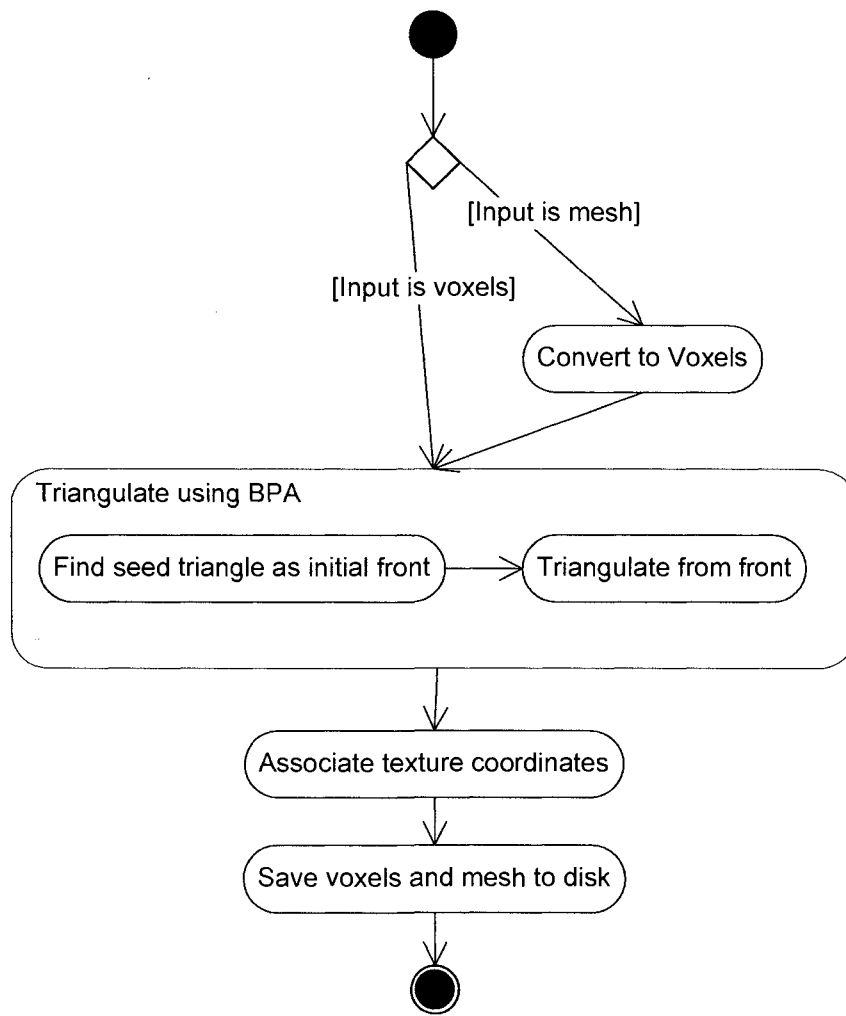 [Input is mesh]
[Input is voxels]
Convert to Voxels
Triangulate using BPA
Find seed triangle as initial front
Triangulate from front
Associate texture coordinates
Save voxels and mesh to disk